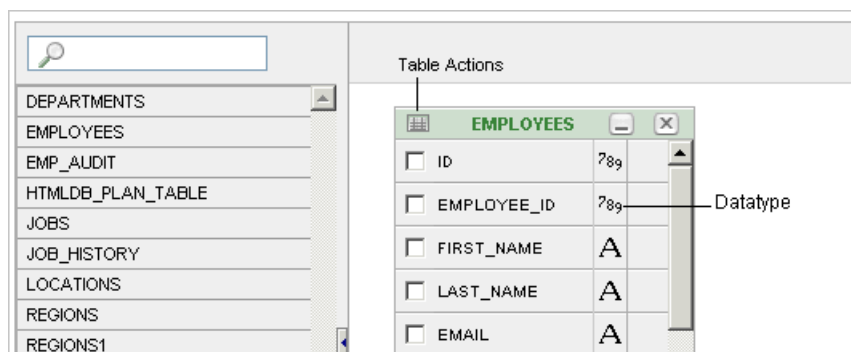 DEPARTMENTS
EMPLOYEES
EMP_AUDIT
HTMLDB_PLAN_TABLE
JOBS
JOB_HISTORY
LOCATIONS
REGIONS
REGIONS1
Table Actions
EMPLOYEES
ID 789
EMPLOYEE_ID 789
Datatype
FIRST_NAME A
LAST_NAME A
EMAIL A